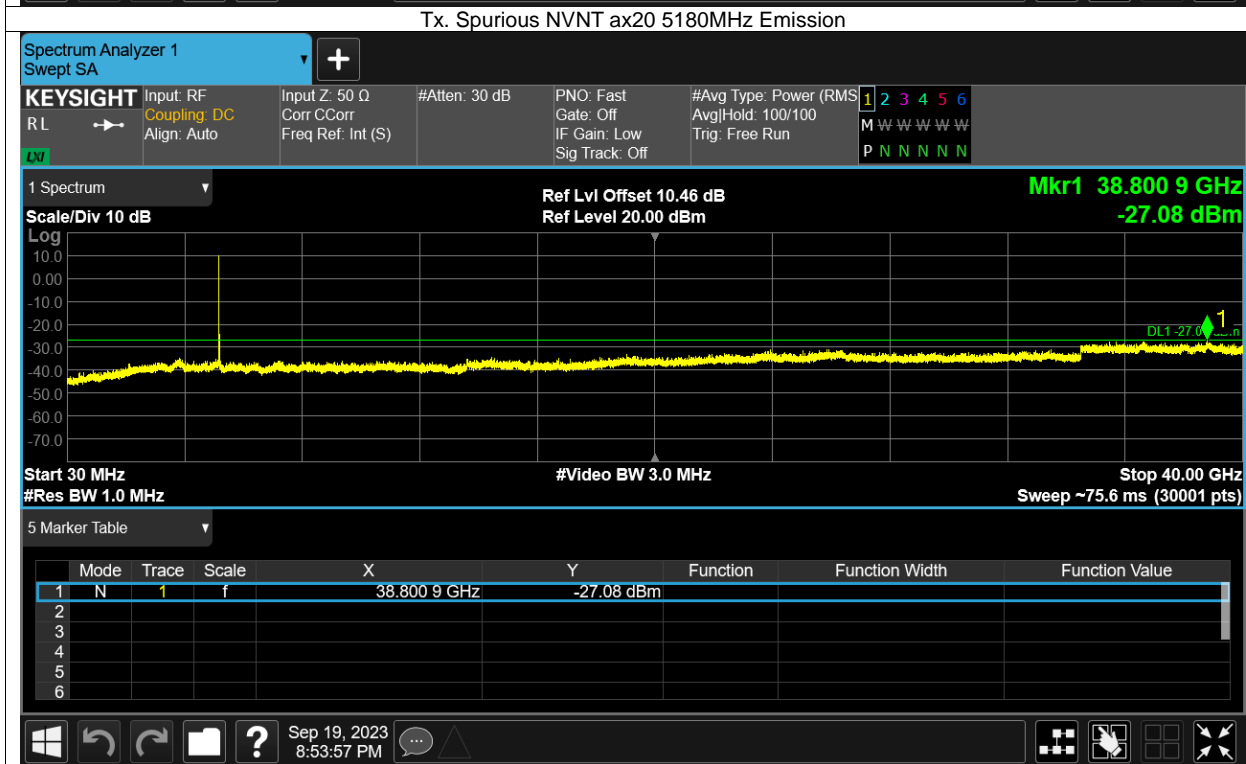 Tx. Spurious NVNT ax20 5180MHz Emission
Spectrum Analyzer 1
Swept SA
+
KEYSIGHT
RL
LXI
Input: RF
Coupling: DC
Align: Auto
Input Z: 50 Ω
Corr CCorr
Freq Ref: Int (S)
#Atten: 30 dB
PNO: Fast
Gate: Off
IF Gain: Low
Sig Track: Off
#Avg Type: Power (RMS
Avg|Hold: 100/100
Trig: Free Run
1 2 3 4 5 6
M W W W W W
P N N N N N
1 Spectrum
Scale/Div 10 dB
Ref Lvl Offset 10.46 dB
Ref Level 20.00 dBm
Mkr1 38.800 9 GHz
-27.08 dBm
Log
10.0
0.00
-10.0
-20.0
-30.0
-40.0
-50.0
-60.0
-70.0
1
DL1 -27.0
Start 30 MHz
#Res BW 1.0 MHz
#Video BW 3.0 MHz
Stop 40.00 GHz
Sweep ~75.6 ms (30001 pts)
5 Marker Table
Mode Trace Scale X Y Function Function Width Function Value
1 N 1 f 38.800 9 GHz -27.08 dBm
2
3
4
5
6
?
Sep 19, 2023
8:53:57 PM